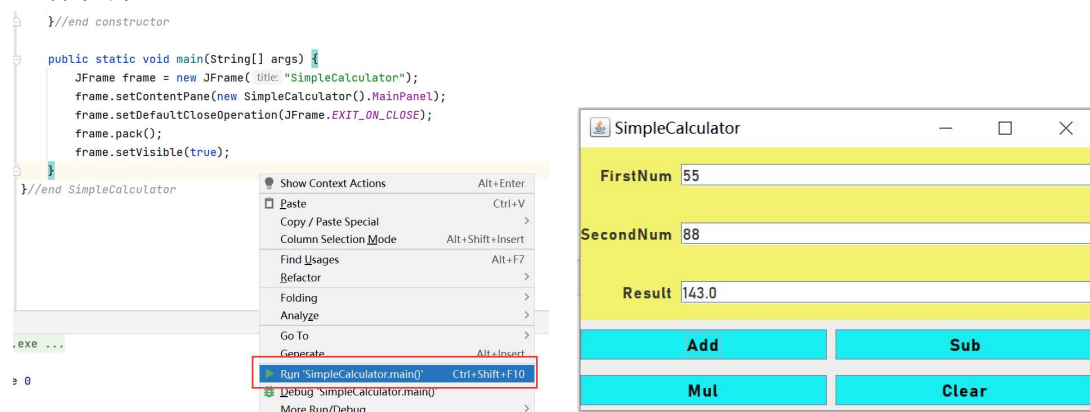 }//end constructor
public static void main(String[] args) {
JFrame frame = new JFrame( title: "SimpleCalculator");
frame.setContentPane(new SimpleCalculator().MainPanel);
frame.setDefaultCloseOperation(JFrame.EXIT_ON_CLOSE);
frame.pack();
frame.setVisible(true);
}
}//end SimpleCalculator
Show Context Actions Alt+Enter
Paste Ctrl+V
Copy / Paste Special
Column Selection Mode Alt+Shift+Insert
Find Usages Alt+F7
Refactor
Folding
Analyze
Go To
Generate... Alt+Insert
Run 'SimpleCalculator.main()' Ctrl+Shift+F10
Debug 'SimpleCalculator.main()'
More Run/Debug
.exe ...
e 0
SimpleCalculator
FirstNum 55
SecondNum 88
Result 143.0
Add Sub
Mul Clear